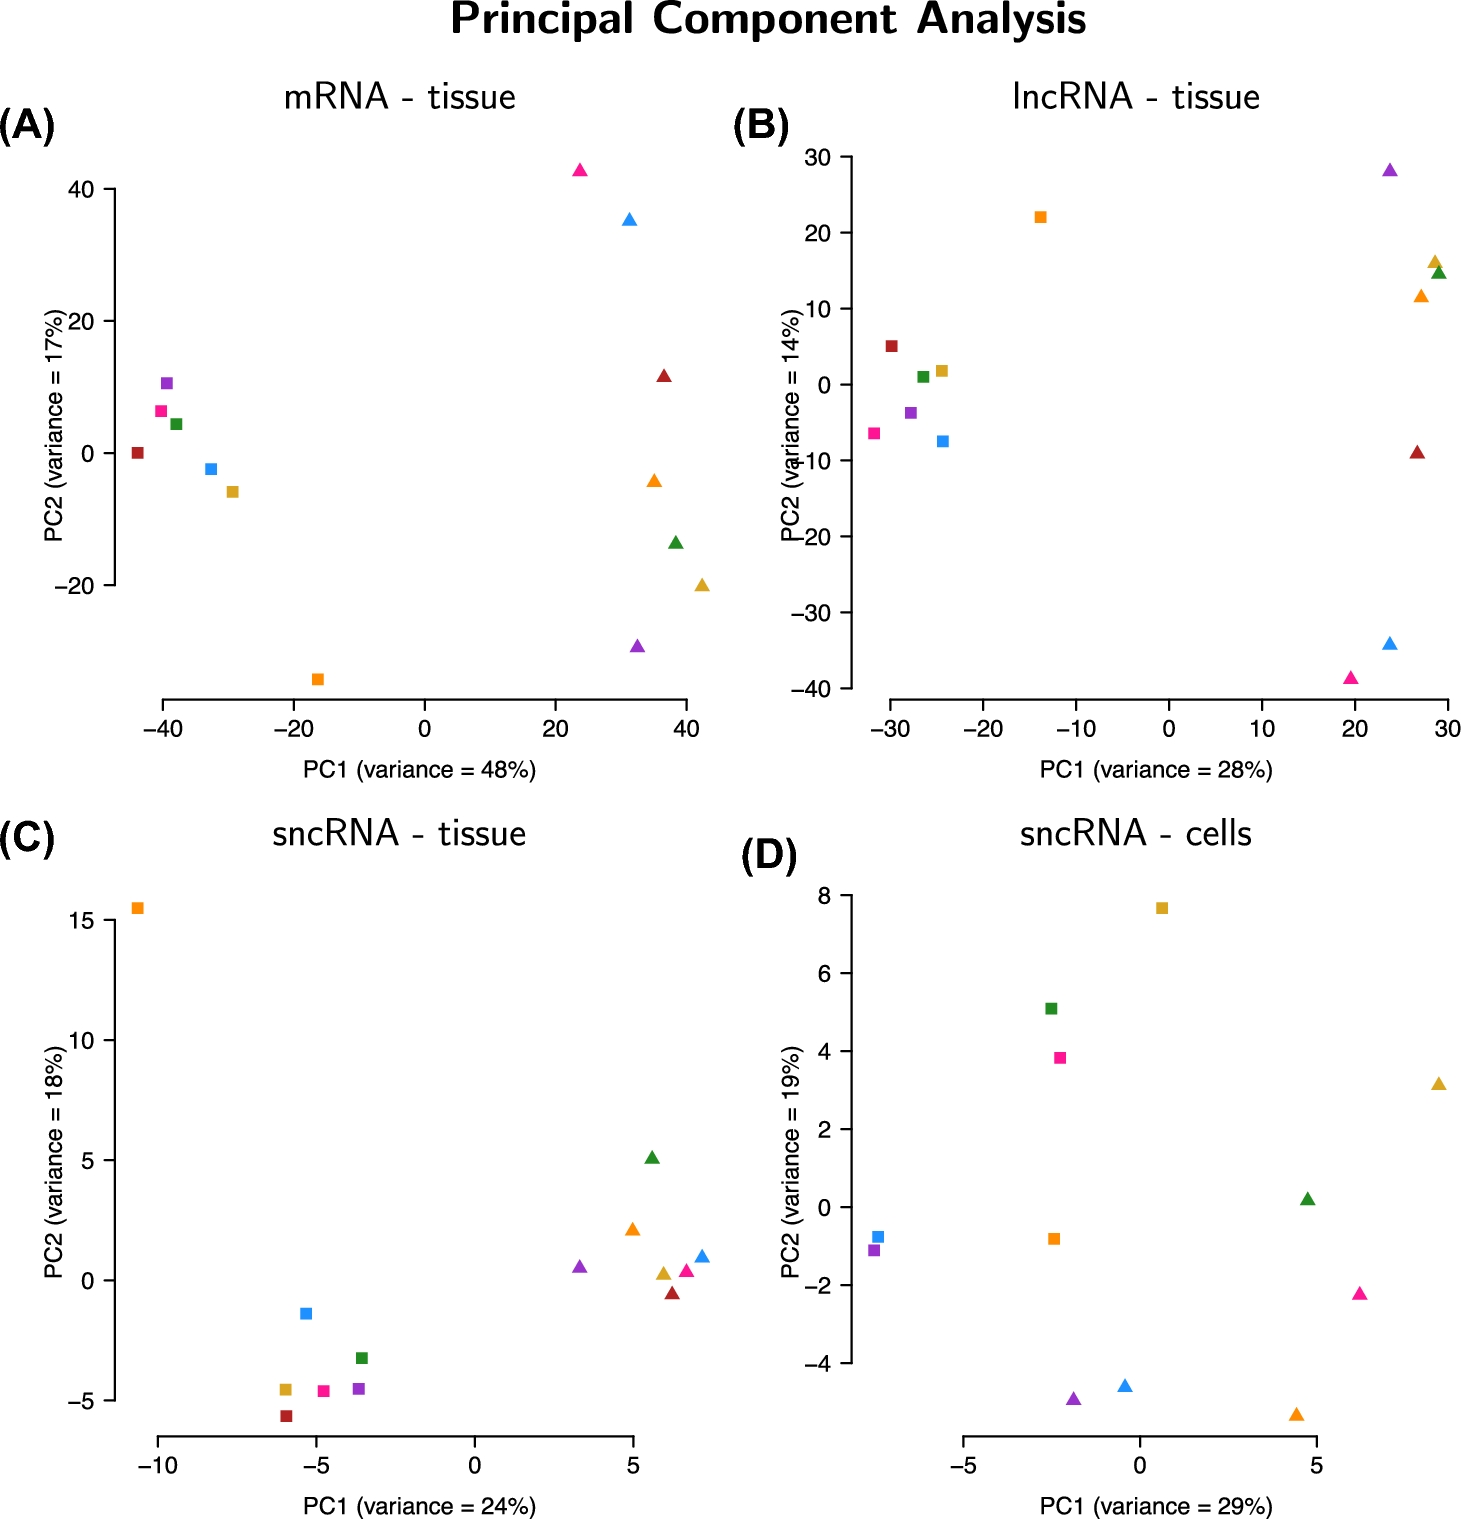 Principal Component Analysis
(A)
mRNA - tissue
40
20
0
−20
PC2 (variance = 17%)
−40 −20 0 20 40
PC1 (variance = 48%)
(B)
lncRNA - tissue
30
20
10
0
−10
−20
−30
−40
PC2 (variance = 14%)
−30 −20 −10 0 10 20 30
PC1 (variance = 28%)
(C)
sncRNA - tissue
15
10
5
0
−5
PC2 (variance = 18%)
−10 −5 0 5
PC1 (variance = 24%)
(D)
sncRNA - cells
8
6
4
2
0
−2
−4
PC2 (variance = 19%)
−5 0 5
PC1 (variance = 29%)